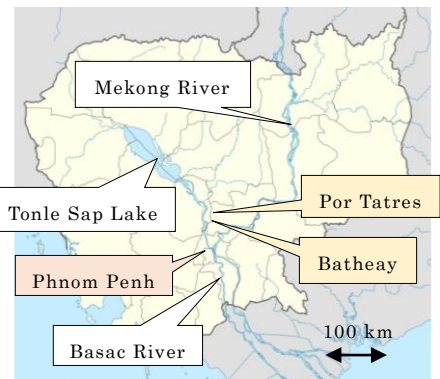 Mekong River
Tonle Sap Lake
Por Tatres
Batheay
Phnom Penh
Basac River
100 km